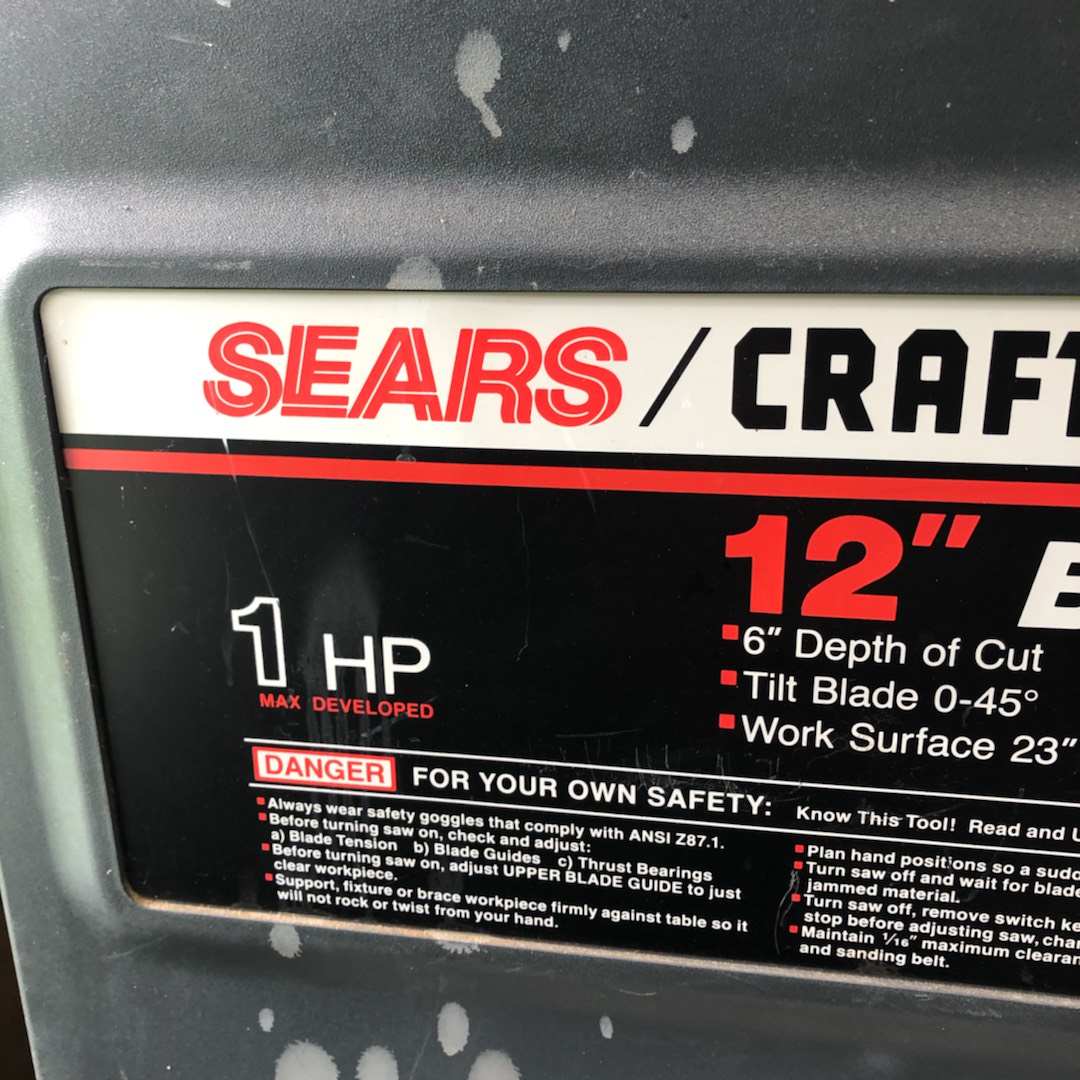 SEARS / CRAFT
12" B
1 HP
MAX DEVELOPED
▪6" Depth of Cut
▪Tilt Blade 0-45°
▪Work Surface 23"
DANGER FOR YOUR OWN SAFETY: Know This Tool! Read and U
▪Always wear safety goggles that comply with ANSI Z87.1.
▪Before turning saw on, check and adjust:
a) Blade Tension b) Blade Guides c) Thrust Bearings
▪Before turning saw on, adjust UPPER BLADE GUIDE to just
clear workpiece.
▪Support, fixture or brace workpiece firmly against table so it
will not rock or twist from your hand.
▪Plan hand positions so a sudd
▪Turn saw off and wait for blade
jammed material.
▪Turn saw off, remove switch ke
stop before adjusting saw, chan
▪Maintain 1/16" maximum clearan
and sanding belt.